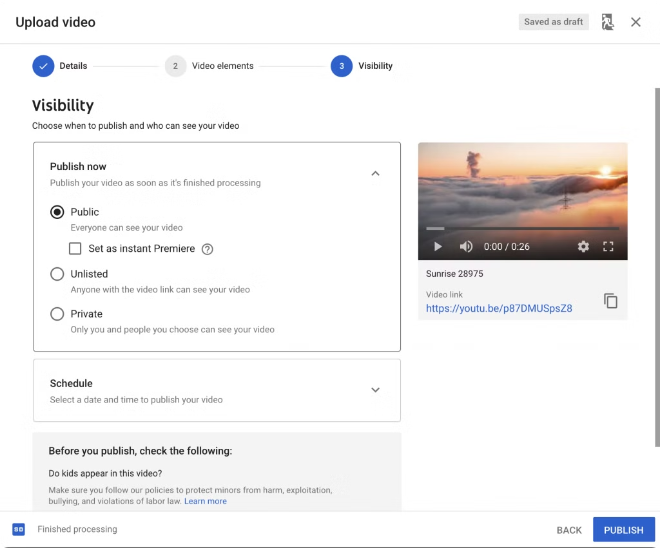 Upload video
Saved as draft
Details
2
Video elements
3
Visibility
Visibility
Choose when to publish and who can see your video
Publish now
Publish your video as soon as it's finished processing
Public
Everyone can see your video
Set as instant Premiere ?
Unlisted
Anyone with the video link can see your video
Private
Only you and people you choose can see your video
0:00 / 0:26
Sunrise 28975
Video link
https://youtu.be/p87DMUSpsZ8
Schedule
Select a date and time to publish your video
Before you publish, check the following:
Do kids appear in this video?
Make sure you follow our policies to protect minors from harm, exploitation,
bullying, and violations of labor law. Learn more
SD
Finished processing
BACK
PUBLISH